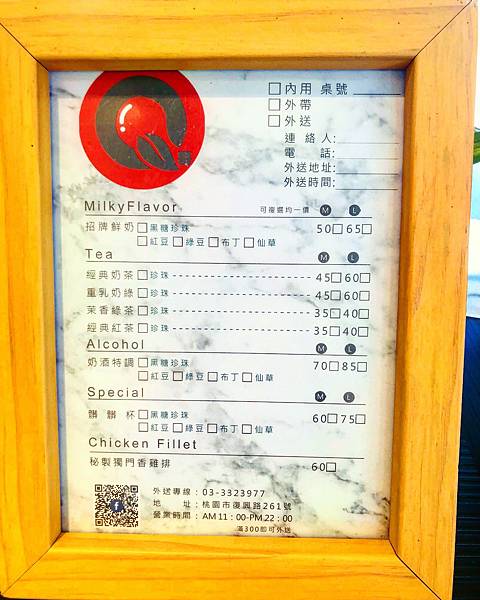 □內用 桌號
□外帶
□外送
連絡人:
電 話:
外送地址:
外送時間:
MilkyFlavor 可複選均一價 M L
招牌鮮奶□黑糖珍珠 50□65□
□紅豆□綠豆□布丁□仙草
Tea M L
經典奶茶□珍珠 45□60□
重乳奶綠□珍珠 45□60□
茉香綠茶□珍珠 35□40□
經典紅茶□珍珠 35□40□
Alcohol M L
奶酒特調□黑糖珍珠 70□85□
□紅豆□綠豆□布丁□仙草
Special M L
髒髒杯□黑糖珍珠 60□75□
□紅豆□綠豆□布丁□仙草
Chicken Fillet
秘製獨門香雞排 60□
外送專線：03-3323977
地 址：桃園市復興路261號
營業時間：AM11：00-PM22：00
滿300即可外送